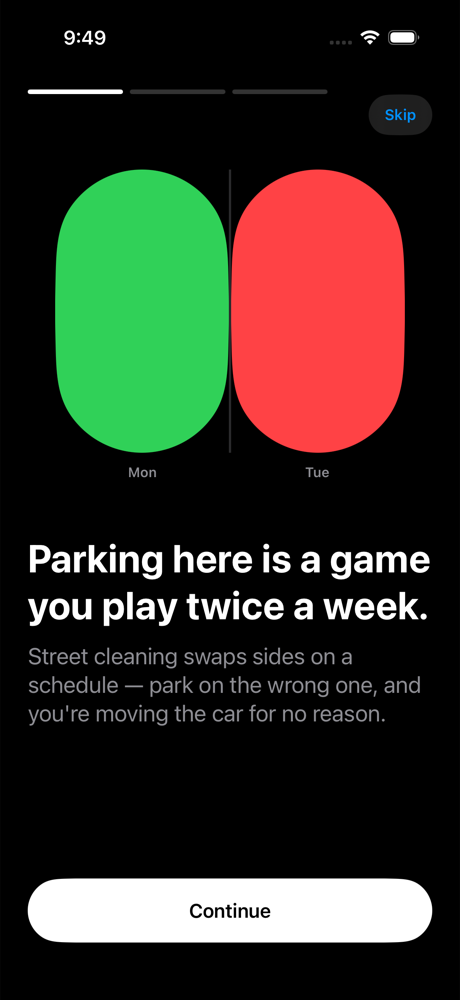 9:49
Skip
Mon
Tue
Parking here is a game
you play twice a week.
Street cleaning swaps sides on a
schedule — park on the wrong one, and
you're moving the car for no reason.
Continue